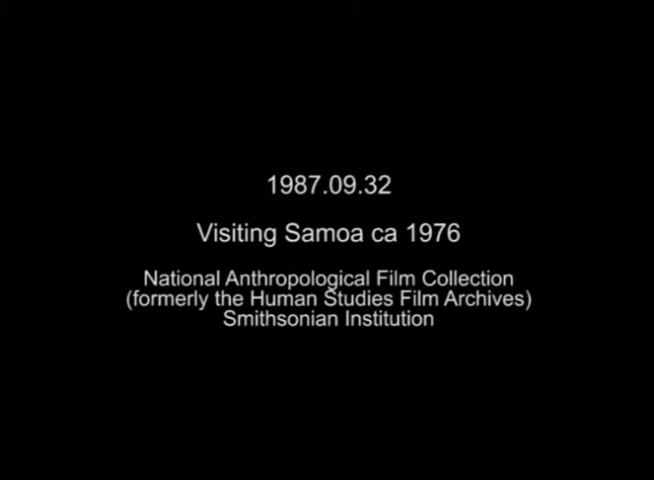 1987.09.32
Visiting Samoa ca 1976
National Anthropological Film Collection
(formerly the Human Studies Film Archives)
Smithsonian Institution